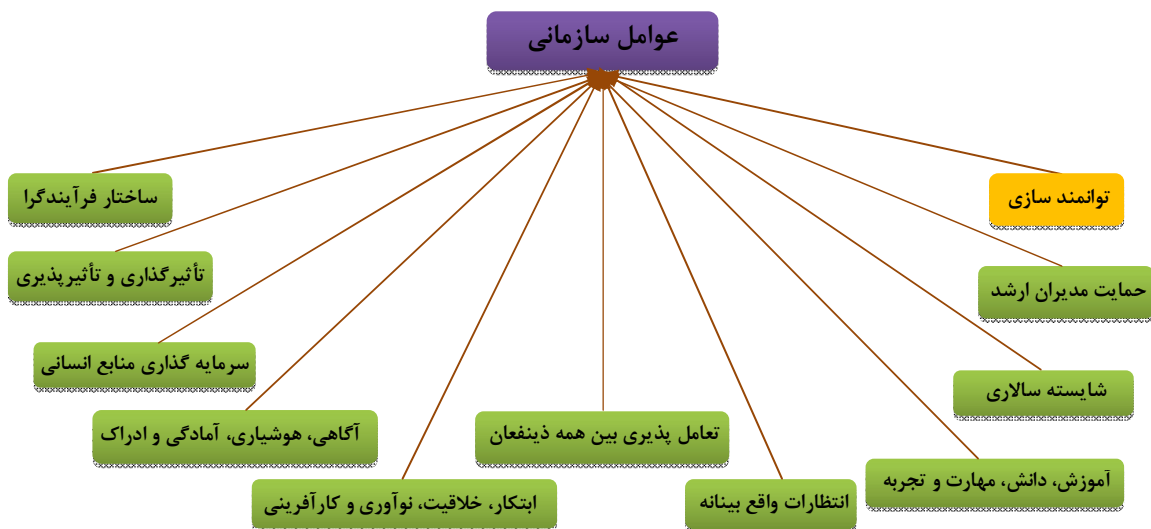 عوامل سازمانی
توانمند سازی
ساختار فرآیندگرا
حمایت مدیران ارشد
تأثیرگذاری و تأثیرپذیری
شایسته سالاری
سرمایه گذاری منابع انسانی
آگاهی، هوشیاری، آمادگی و ادراک
تعامل پذیری بین همه ذینفعان
آموزش، دانش، مهارت و تجربه
انتظارات واقع بینانه
ابتکار، خلاقیت، نوآوری و کارآفرینی